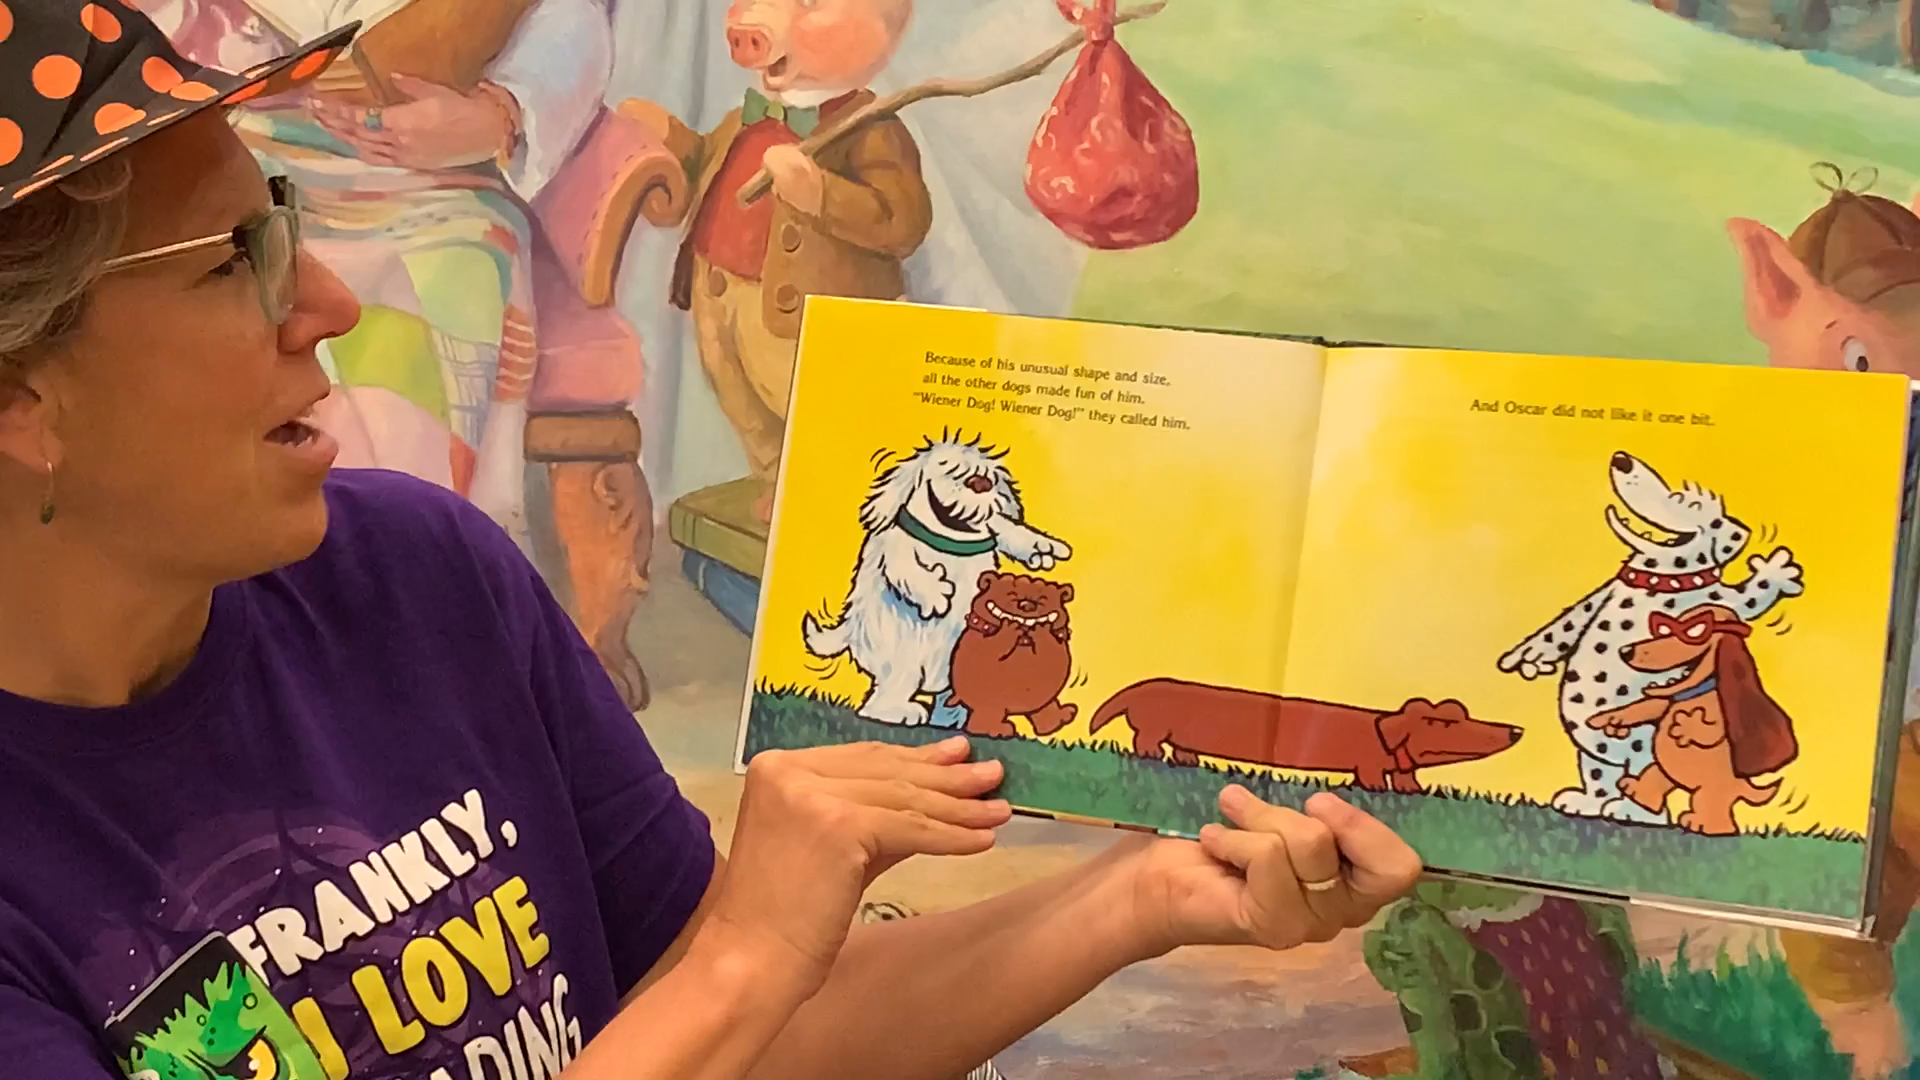 Because of his unusual shape and size,
all the other dogs made fun of him.
"Wiener Dog! Wiener Dog!" they called him.
And Oscar did not like it one bit.
FRANKLY,
I LOVE